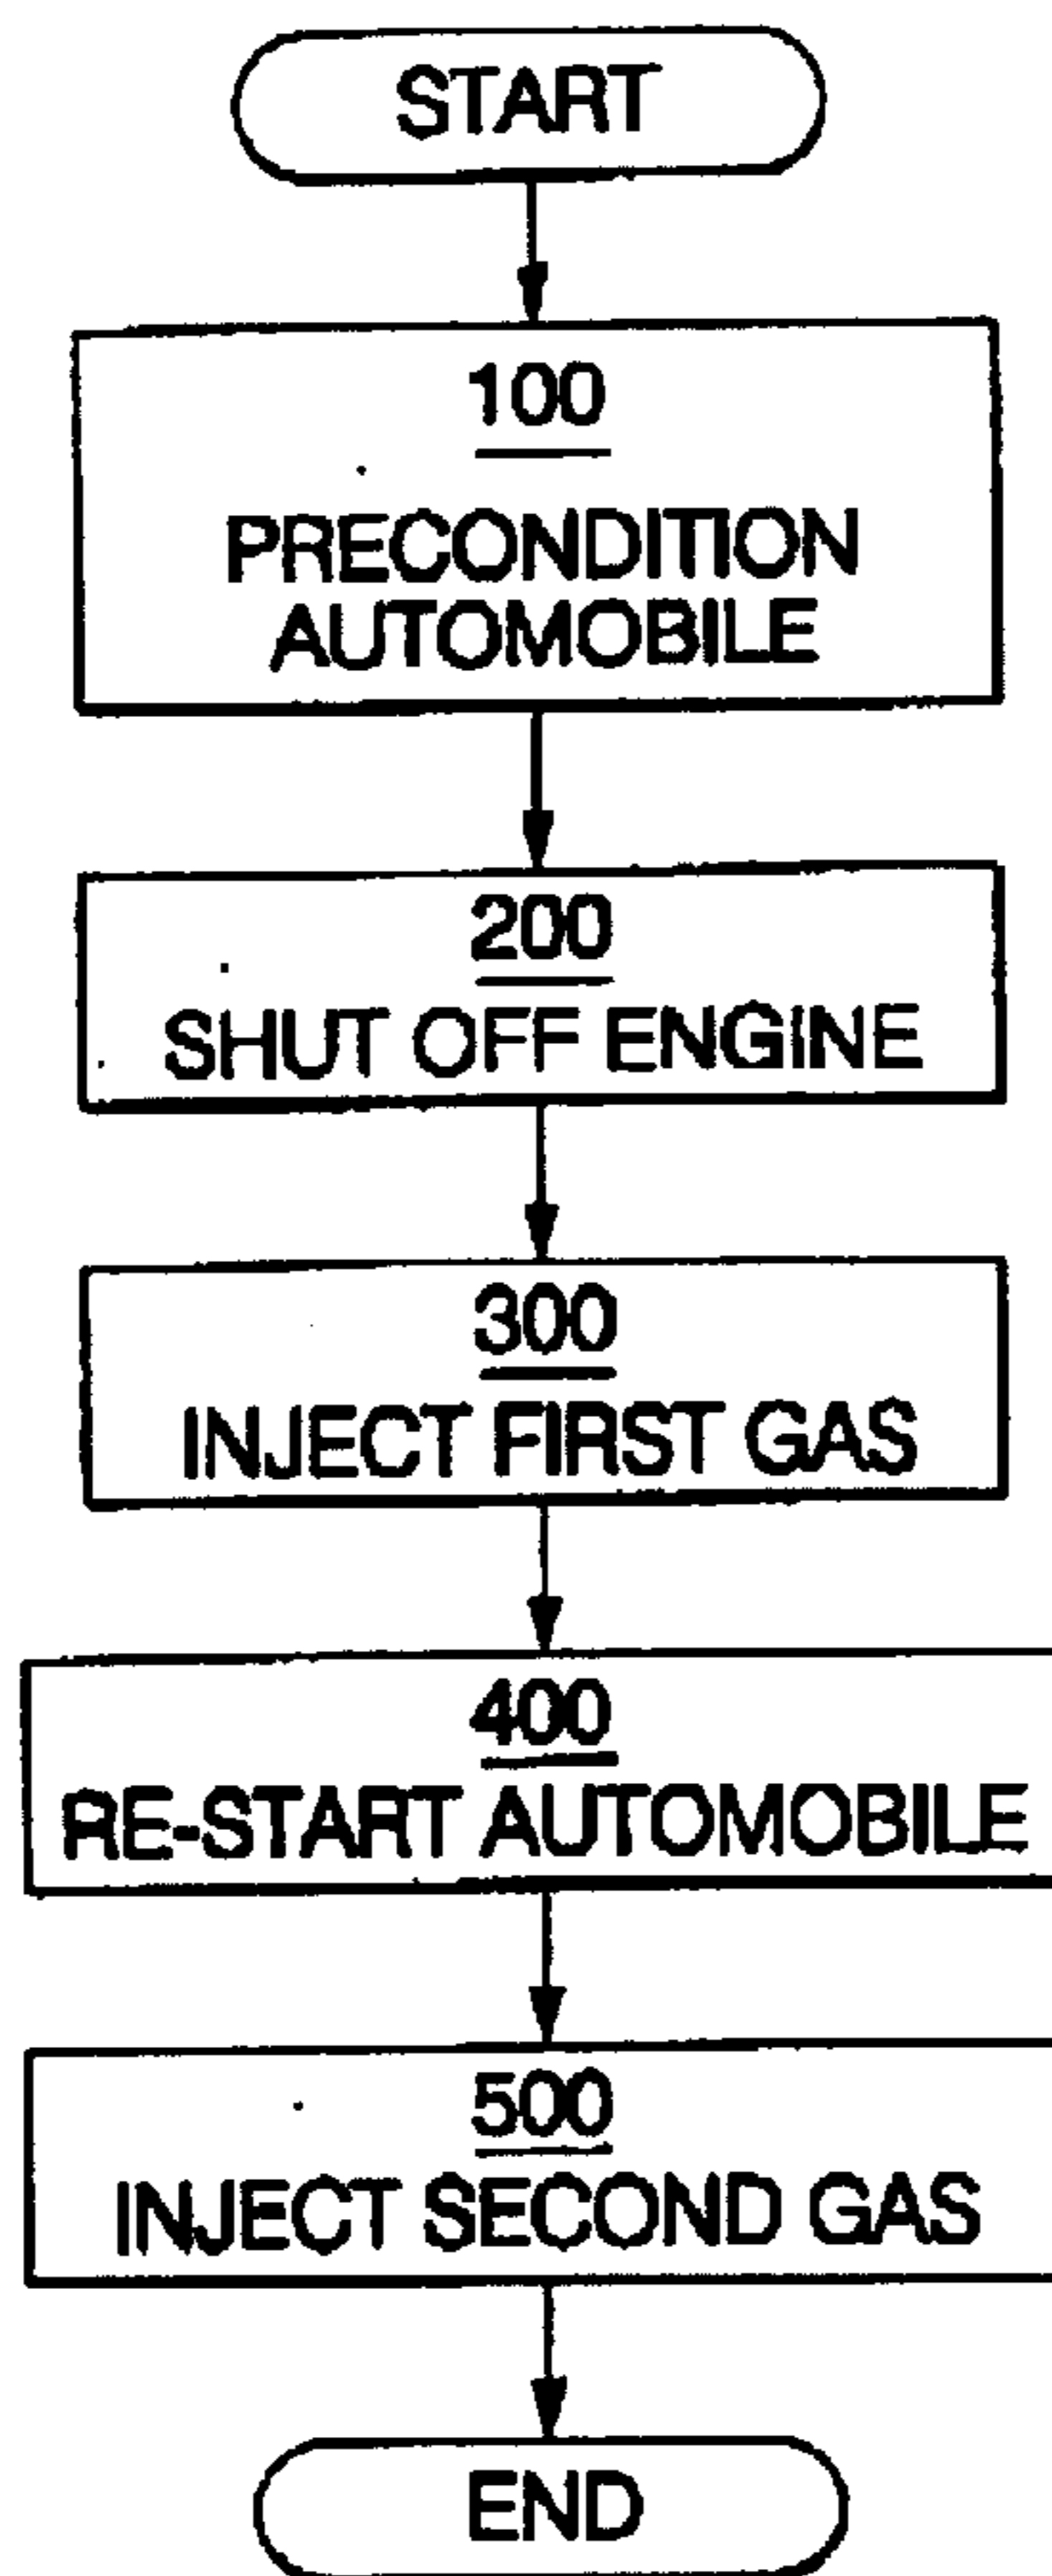 START
100
PRECONDITION
AUTOMOBILE
200
SHUT OFF ENGINE
300
INJECT FIRST GAS
400
RE-START AUTOMOBILE
500
INJECT SECOND GAS
END